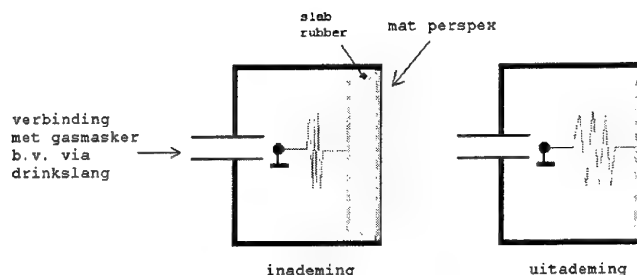 slab
rubber
mat perspex
verbinding
met gasmasker
b.v. via
drinkslang
inademing
uitademing